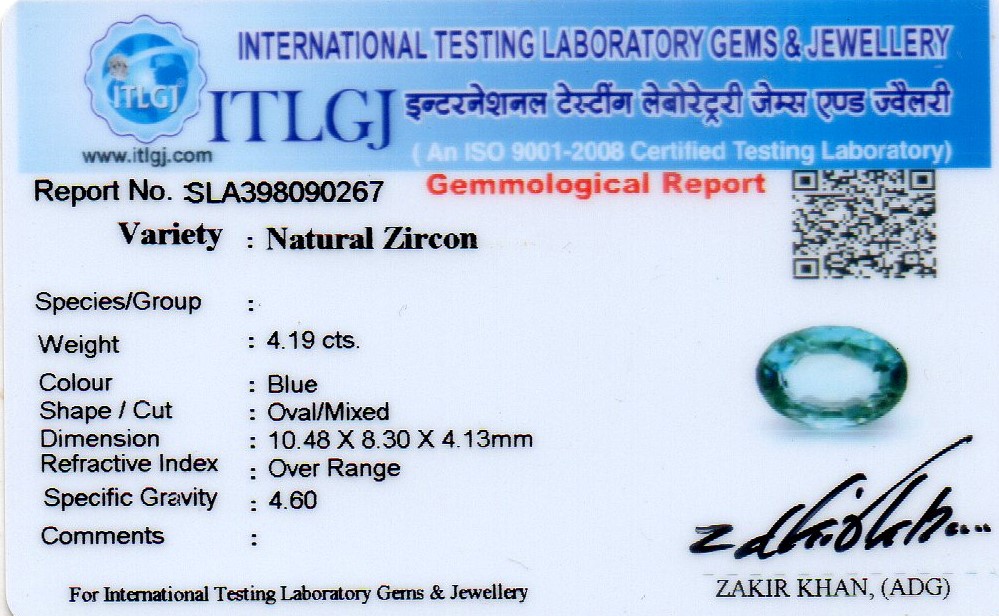 INTERNATIONAL TESTING LABORATORY GEMS & JEWELLERY
ITLGJ
ITLGJ इन्टरनेशनल टेस्टींग लेबोरेट्ररी जेम्स एण्ड ज्वैलरी
www.itlgj.com
( An ISO 9001-2008 Certified Testing Laboratory)
Gemmological Report
Report No. :SLA398090267
Variety : Natural Zircon
Species/Group :
Weight : 4.19 cts.
Colour : Blue
Shape / Cut : Oval/Mixed
Dimension : 10.48 X 8.30 X 4.13mm
Refractive Index : Over Range
Specific Gravity : 4.60
Comments :
For International Testing Laboratory Gems & Jewellery
ZAKIR KHAN, (ADG)